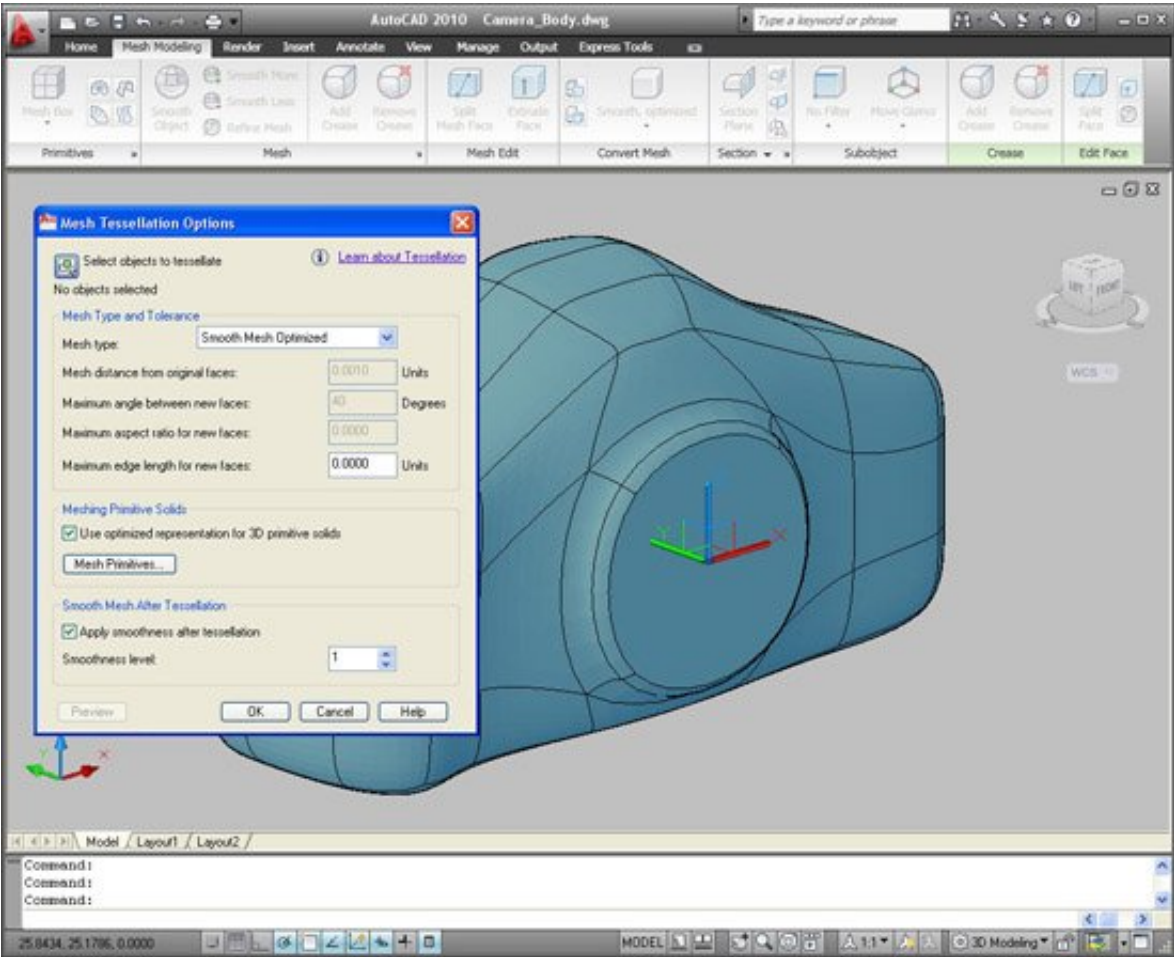 AutoCAD 2010 Camera_Body.dwg
Type a keyword or phrase
Home Mesh Modeling Render Insert Annotate View Manage Output Express Tools
Mesh Box
Smooth Object
Smooth More
Smooth Less
Refine Mesh
Add Crease
Remove Crease
Split Mesh Face
Extrude Face
Smooth, optimized
Section Plane
No Filter
Move Gizmo
Add Crease
Remove Crease
Split Face
Primitives Mesh Mesh Edit Convert Mesh Section Subobject Crease Edit Face
Mesh Tessellation Options
Select objects to tessellate
Learn about Tessellation
No objects selected
Mesh Type and Tolerance
Mesh type: Smooth Mesh Optimized
Mesh distance from original faces: 0.0010 Units
Maximum angle between new faces: 40 Degrees
Maximum aspect ratio for new faces: 0.0000
Maximum edge length for new faces: 0.0000 Units
Meshing Primitive Solids
Use optimized representation for 3D primitive solids
Mesh Primitives...
Smooth Mesh After Tessellation
Apply smoothness after tessellation
Smoothness level: 1
Preview OK Cancel Help
LEFT FRONT
WCS
Y X
Y X
Model Layout1 Layout2
Command:
Command:
Command:
25.8434, 25.1786, 0.0000 MODEL 1:1 3D Modeling